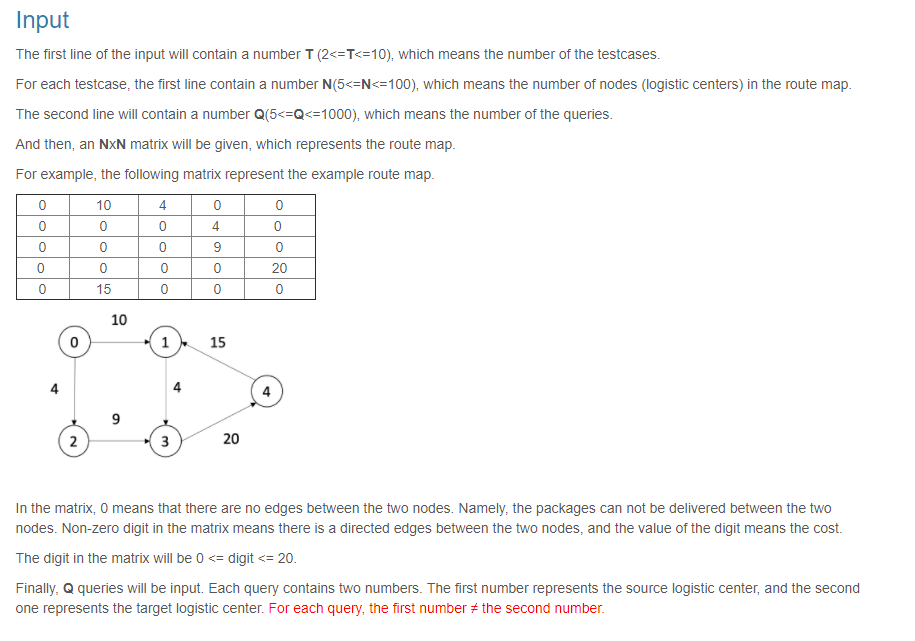 Input
The first line of the input will contain a number T (2<=T<=10), which means the number of the testcases.
For each testcase, the first line contain a number N(5<=N<=100), which means the number of nodes (logistic centers) in the route map.
The second line will contain a number Q(5<=Q<=1000), which means the number of the queries.
And then, an NxN matrix will be given, which represents the route map.
For example, the following matrix represent the example route map.
0 10 4 0 0
0 0 0 4 0
0 0 0 9 0
0 0 0 0 20
0 15 0 0 0
10
0 1 15
4 4 4
9
2 3 20
In the matrix, 0 means that there are no edges between the two nodes. Namely, the packages can not be delivered between the two
nodes. Non-zero digit in the matrix means there is a directed edges between the two nodes, and the value of the digit means the cost.
The digit in the matrix will be 0 <= digit <= 20.
Finally, Q queries will be input. Each query contains two numbers. The first number represents the source logistic center, and the second
one represents the target logistic center. For each query, the first number ≠ the second number.